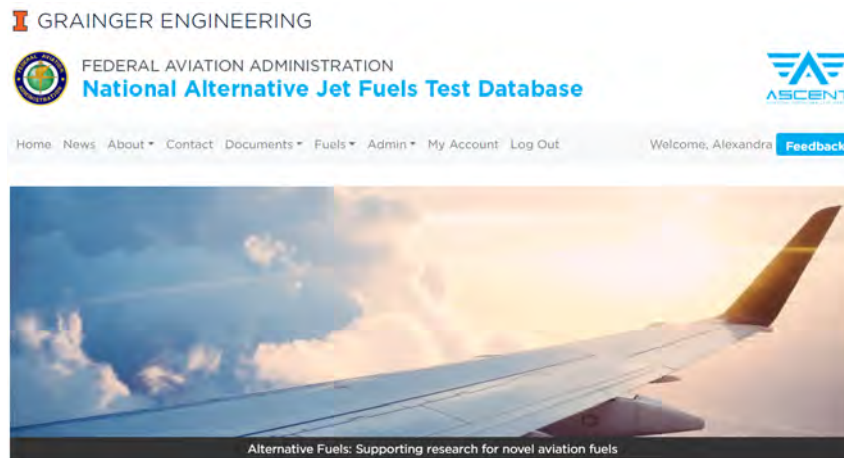 I GRAINGER ENGINEERING
FEDERAL AVIATION ADMINISTRATION
National Alternative Jet Fuels Test Database
ASCENT
Home News About Contact Documents Fuels Admin My Account Log Out Welcome, Alexandra Feedback
Alternative Fuels: Supporting research for novel aviation fuels